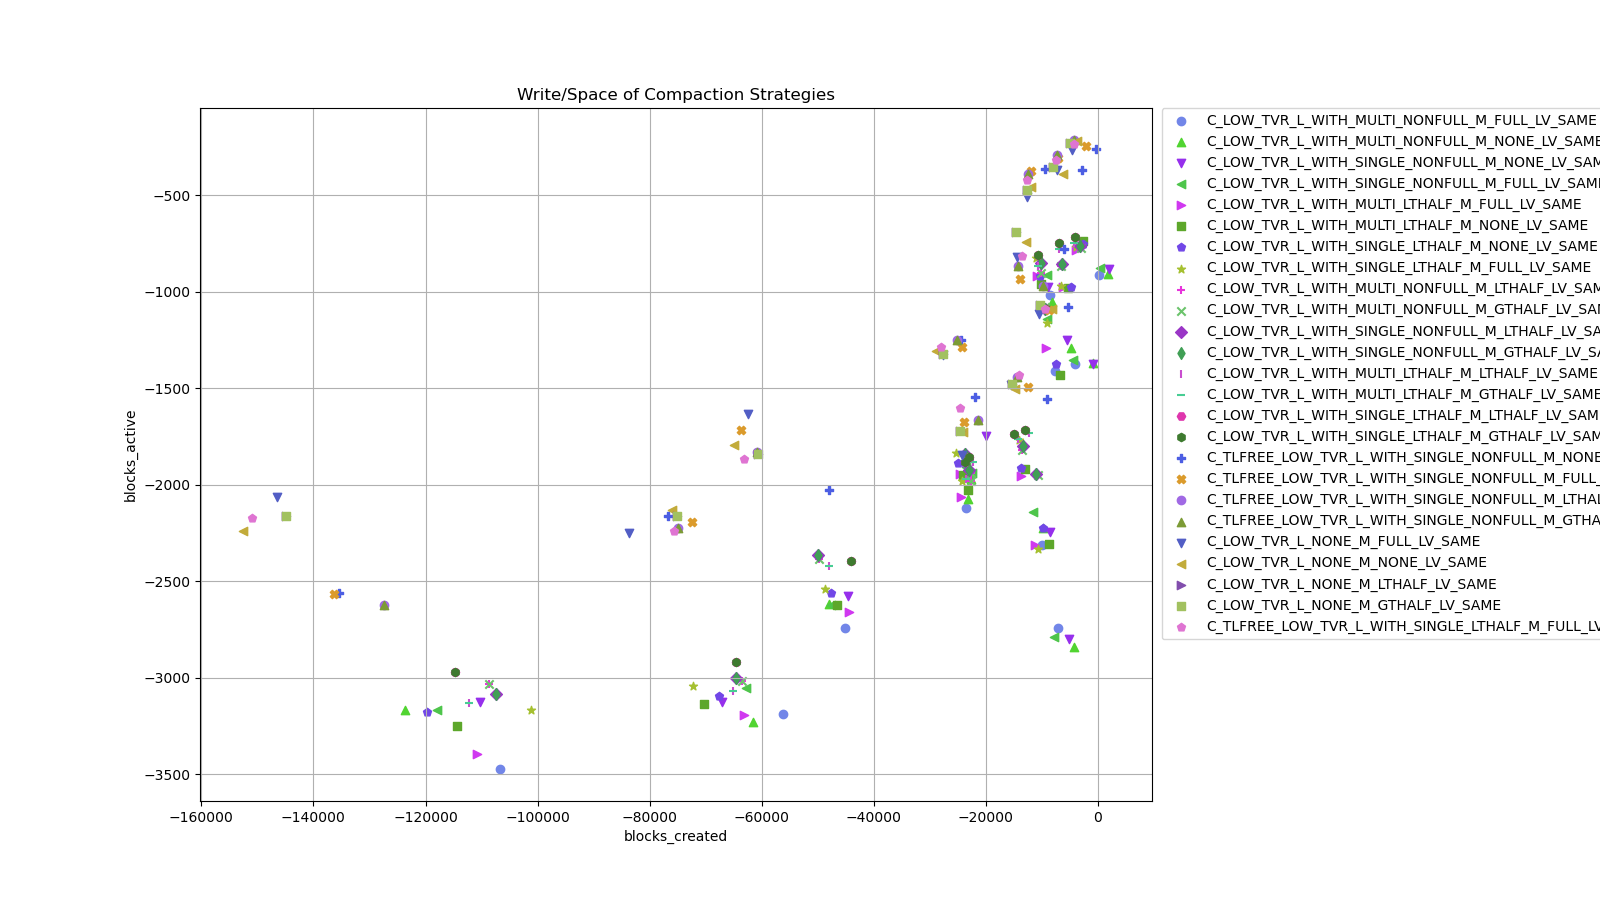 Write/Space of Compaction Strategies
blocks_active
−500
−1000
−1500
−2000
−2500
−3000
−3500
−160000 −140000 −120000 −100000 −80000 −60000 −40000 −20000 0
blocks_created
C_LOW_TVR_L_WITH_MULTI_NONFULL_M_FULL_LV_SAME
C_LOW_TVR_L_WITH_MULTI_NONFULL_M_NONE_LV_SAME
C_LOW_TVR_L_WITH_SINGLE_NONFULL_M_NONE_LV_SAM
C_LOW_TVR_L_WITH_SINGLE_NONFULL_M_FULL_LV_SAME
C_LOW_TVR_L_WITH_MULTI_LTHALF_M_FULL_LV_SAME
C_LOW_TVR_L_WITH_MULTI_LTHALF_M_NONE_LV_SAME
C_LOW_TVR_L_WITH_SINGLE_LTHALF_M_NONE_LV_SAME
C_LOW_TVR_L_WITH_SINGLE_LTHALF_M_FULL_LV_SAME
C_LOW_TVR_L_WITH_MULTI_NONFULL_M_LTHALF_LV_SAM
C_LOW_TVR_L_WITH_MULTI_NONFULL_M_GTHALF_LV_SAM
C_LOW_TVR_L_WITH_SINGLE_NONFULL_M_LTHALF_LV_SA
C_LOW_TVR_L_WITH_SINGLE_NONFULL_M_GTHALF_LV_SA
C_LOW_TVR_L_WITH_MULTI_LTHALF_M_LTHALF_LV_SAME
C_LOW_TVR_L_WITH_MULTI_LTHALF_M_GTHALF_LV_SAME
C_LOW_TVR_L_WITH_SINGLE_LTHALF_M_LTHALF_LV_SAM
C_LOW_TVR_L_WITH_SINGLE_LTHALF_M_GTHALF_LV_SAM
C_TLFREE_LOW_TVR_L_WITH_SINGLE_NONFULL_M_NONE
C_TLFREE_LOW_TVR_L_WITH_SINGLE_NONFULL_M_FULL_
C_TLFREE_LOW_TVR_L_WITH_SINGLE_NONFULL_M_LTHAL
C_TLFREE_LOW_TVR_L_WITH_SINGLE_NONFULL_M_GTHA
C_LOW_TVR_L_NONE_M_FULL_LV_SAME
C_LOW_TVR_L_NONE_M_NONE_LV_SAME
C_LOW_TVR_L_NONE_M_LTHALF_LV_SAME
C_LOW_TVR_L_NONE_M_GTHALF_LV_SAME
C_TLFREE_LOW_TVR_L_WITH_SINGLE_LTHALF_M_FULL_LV